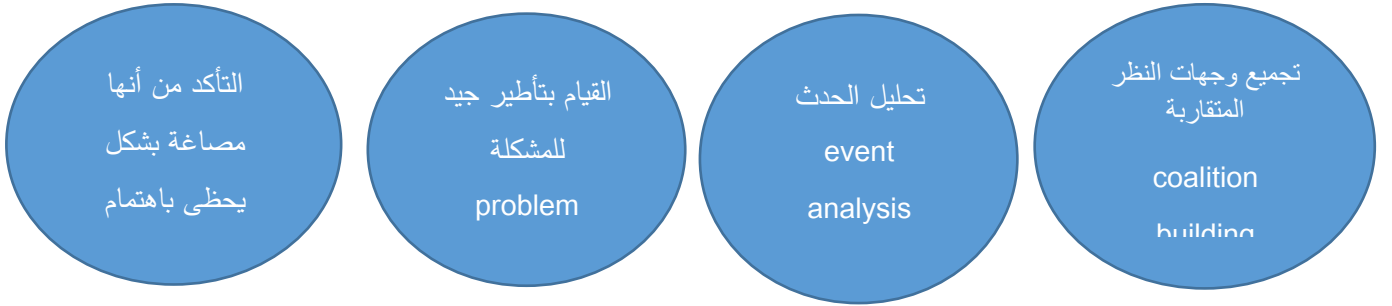 تجميع وجهات النظر
المتقاربة
coalition
building
تحليل الحدث
event
analysis
القيام بتأطير جيد
للمشكلة
problem
التأكد من أنها
مصاغة بشكل
يحظى باهتمام